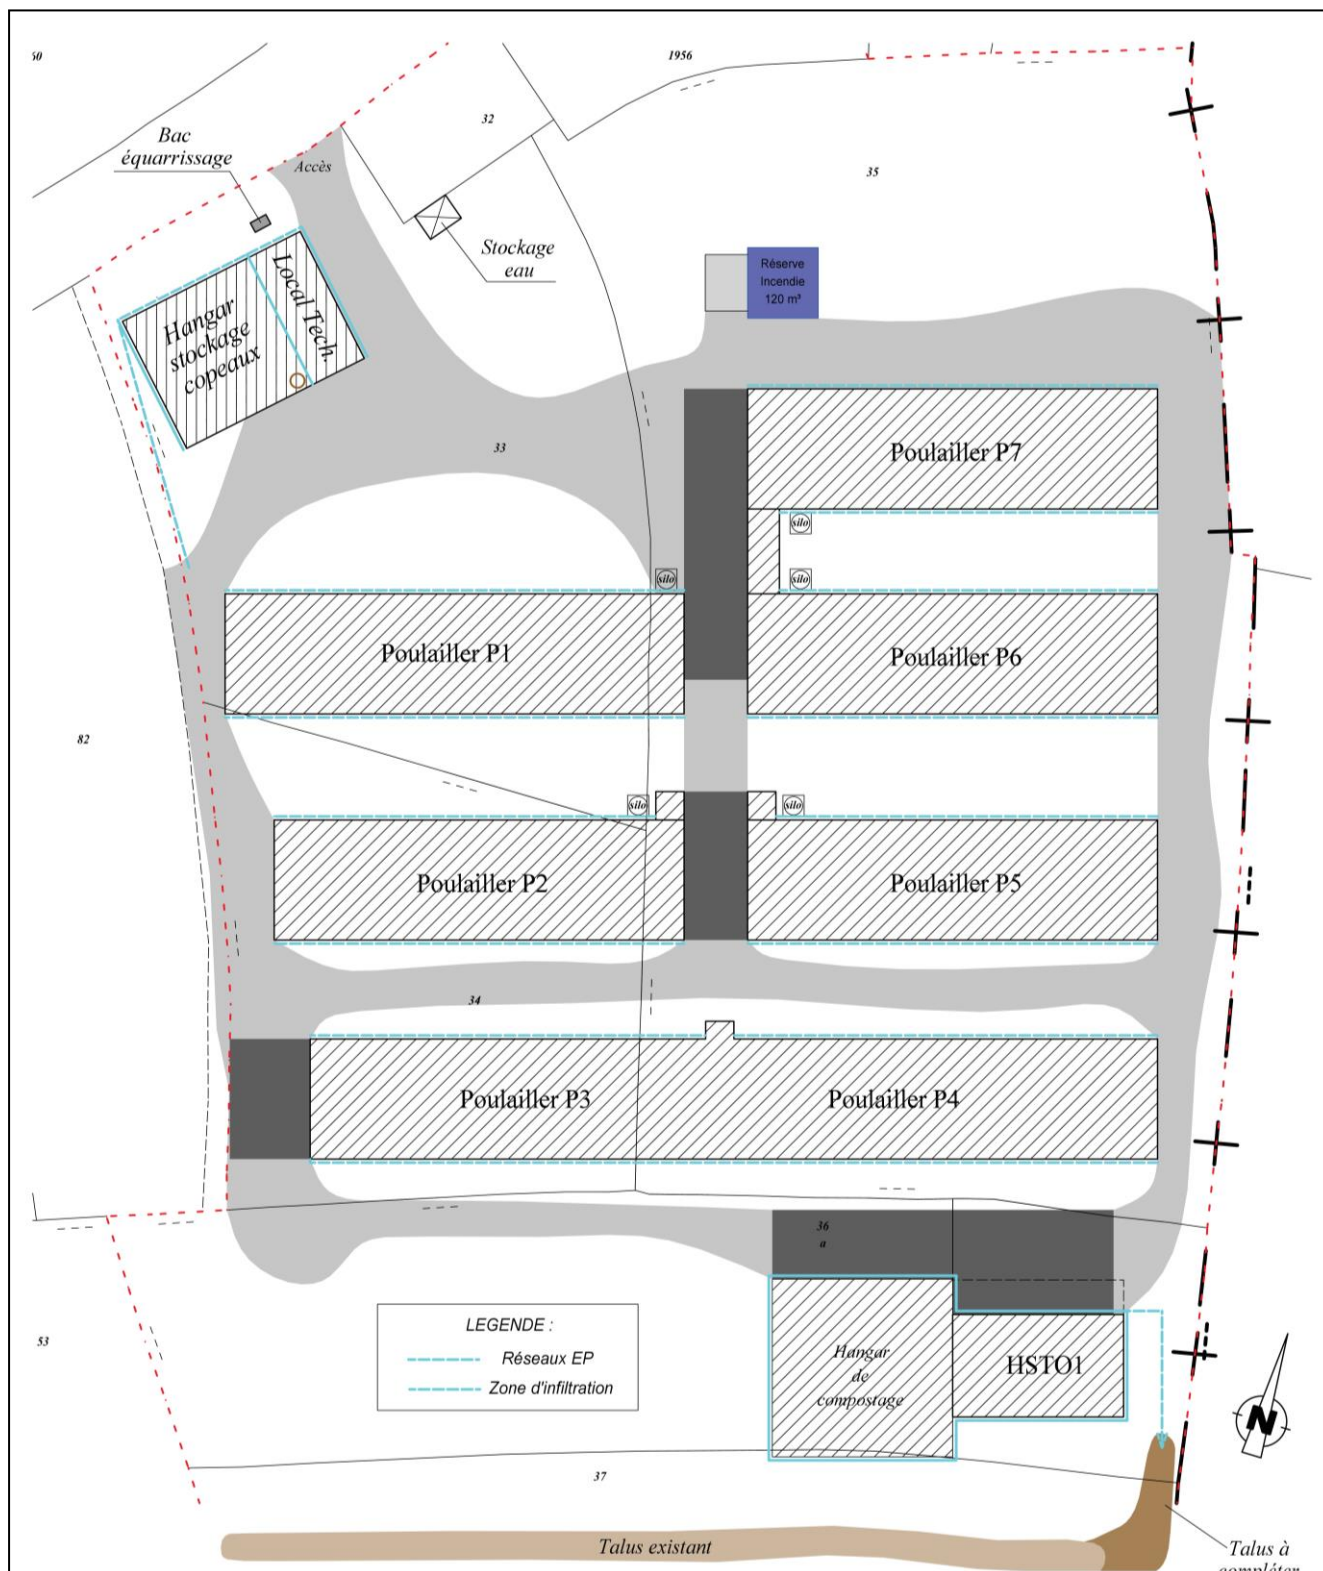 50
1956
32
Bac
équarrissage
Accès
35
Stockage
eau
Réserve
Incendie
120 m³
Local Tech.
Hangar
stockage
copeaux
33
Poulailler P7
silo
silo
silo
Poulailler P1
Poulailler P6
82
silo
silo
Poulailler P2
Poulailler P5
34
Poulailler P3
Poulailler P4
36
a
53
LEGENDE :
Réseaux EP
Zone d'infiltration
Hangar
de
compostage
HSTO1
N
37
Talus existant
Talus à
compléter